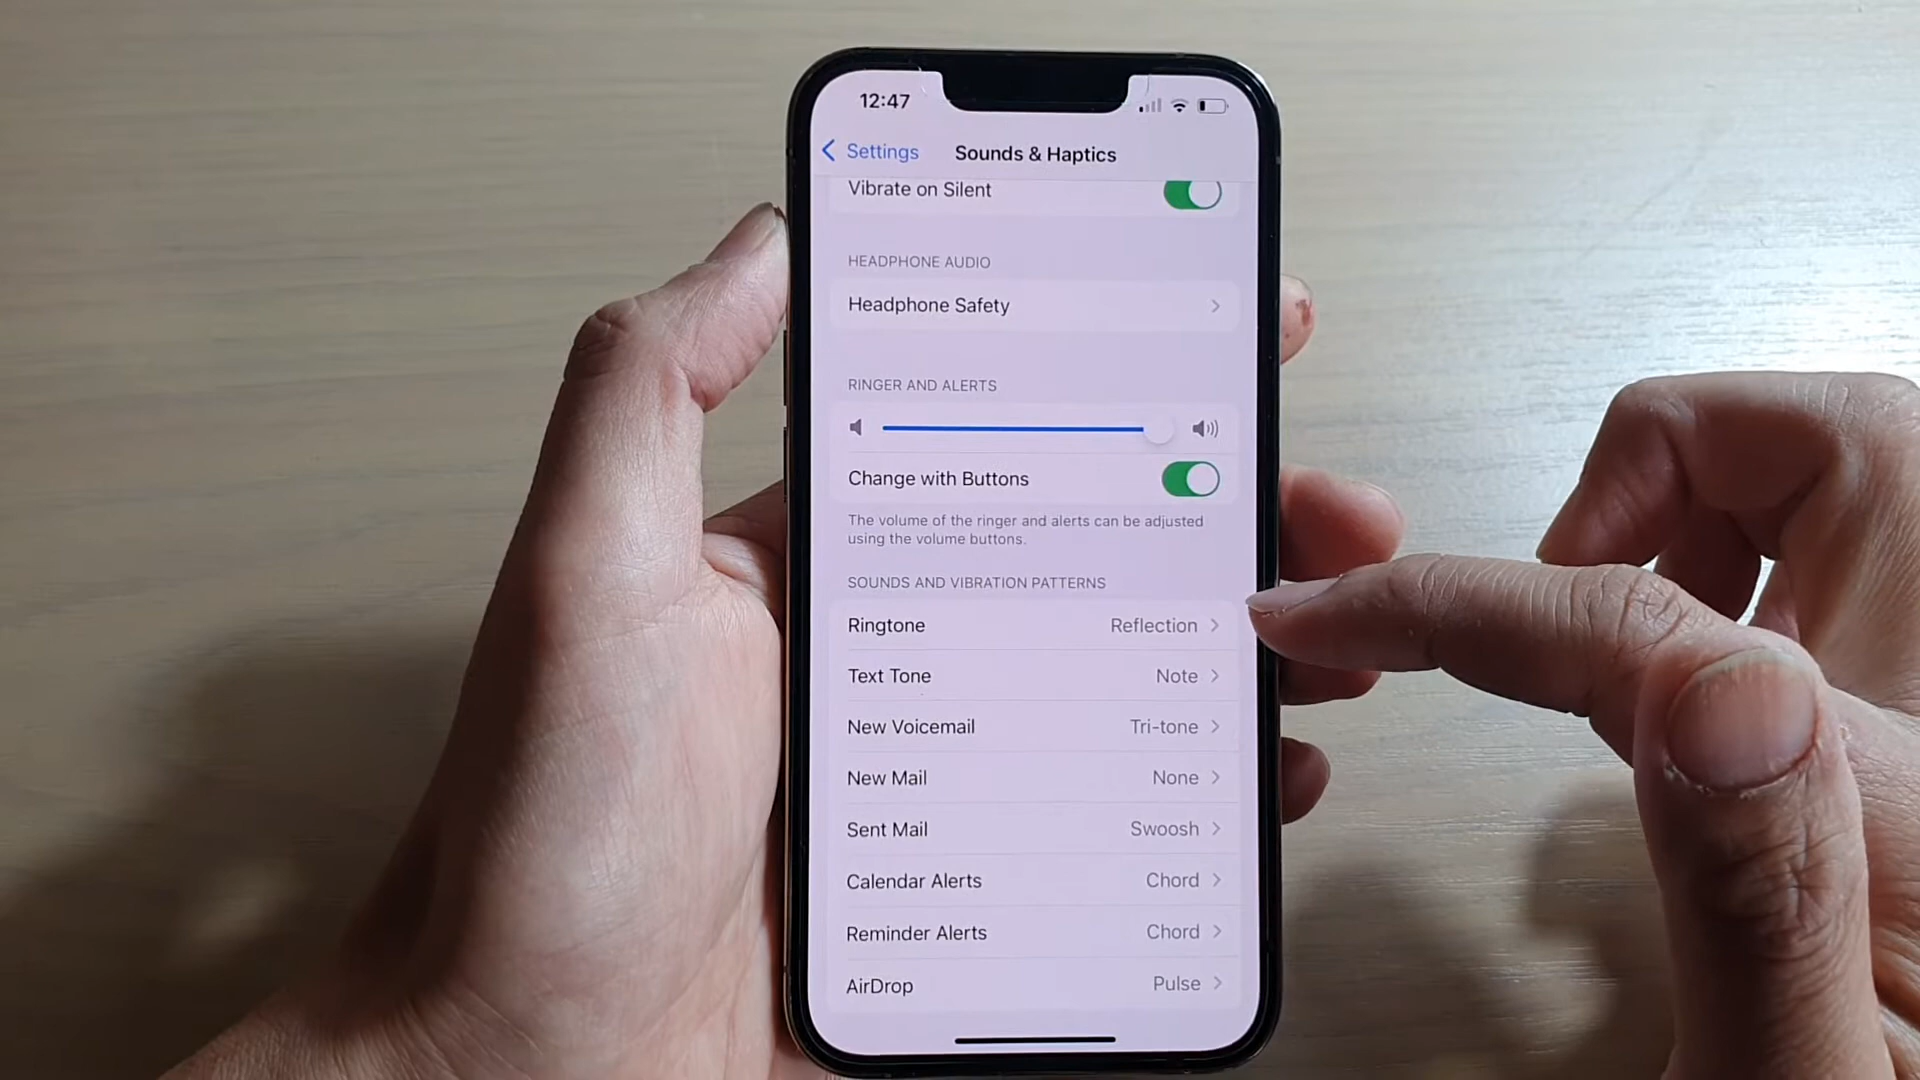 12:47
Settings
Sounds & Haptics
Vibrate on Silent
HEADPHONE AUDIO
Headphone Safety
RINGER AND ALERTS
Change with Buttons
The volume of the ringer and alerts can be adjusted
using the volume buttons.
SOUNDS AND VIBRATION PATTERNS
Ringtone Reflection
Text Tone Note
New Voicemail Tri-tone
New Mail None
Sent Mail Swoosh
Calendar Alerts Chord
Reminder Alerts Chord
AirDrop Pulse